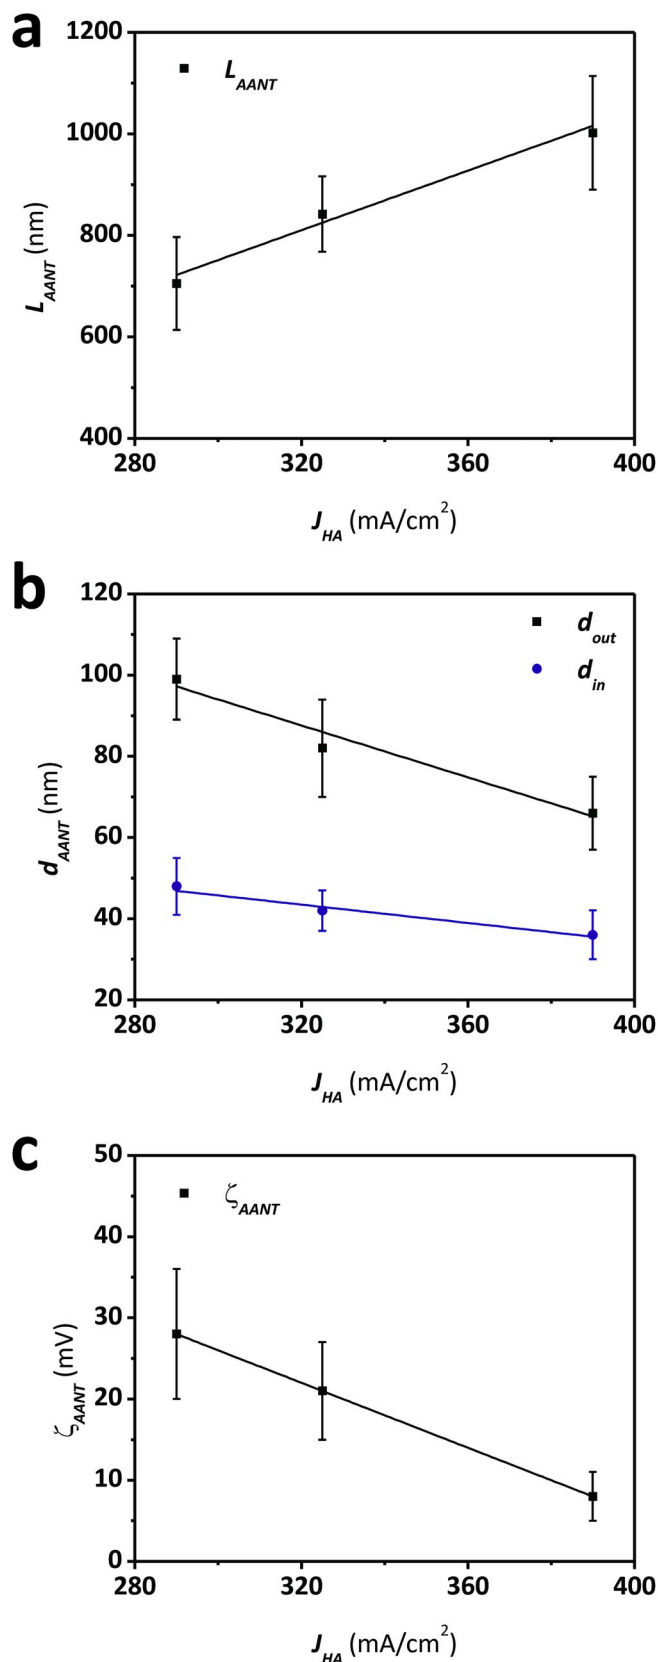 a
1200
1000
800
600
400
L_AANT (nm)
L_AANT
280 320 360 400
J_HA (mA/cm²)
b
120
100
80
60
40
20
d_AANT (nm)
d_out
d_in
280 320 360 400
J_HA (mA/cm²)
c
50
40
30
20
10
0
ζ_AANT (mV)
ζ_AANT
280 320 360 400
J_HA (mA/cm²)